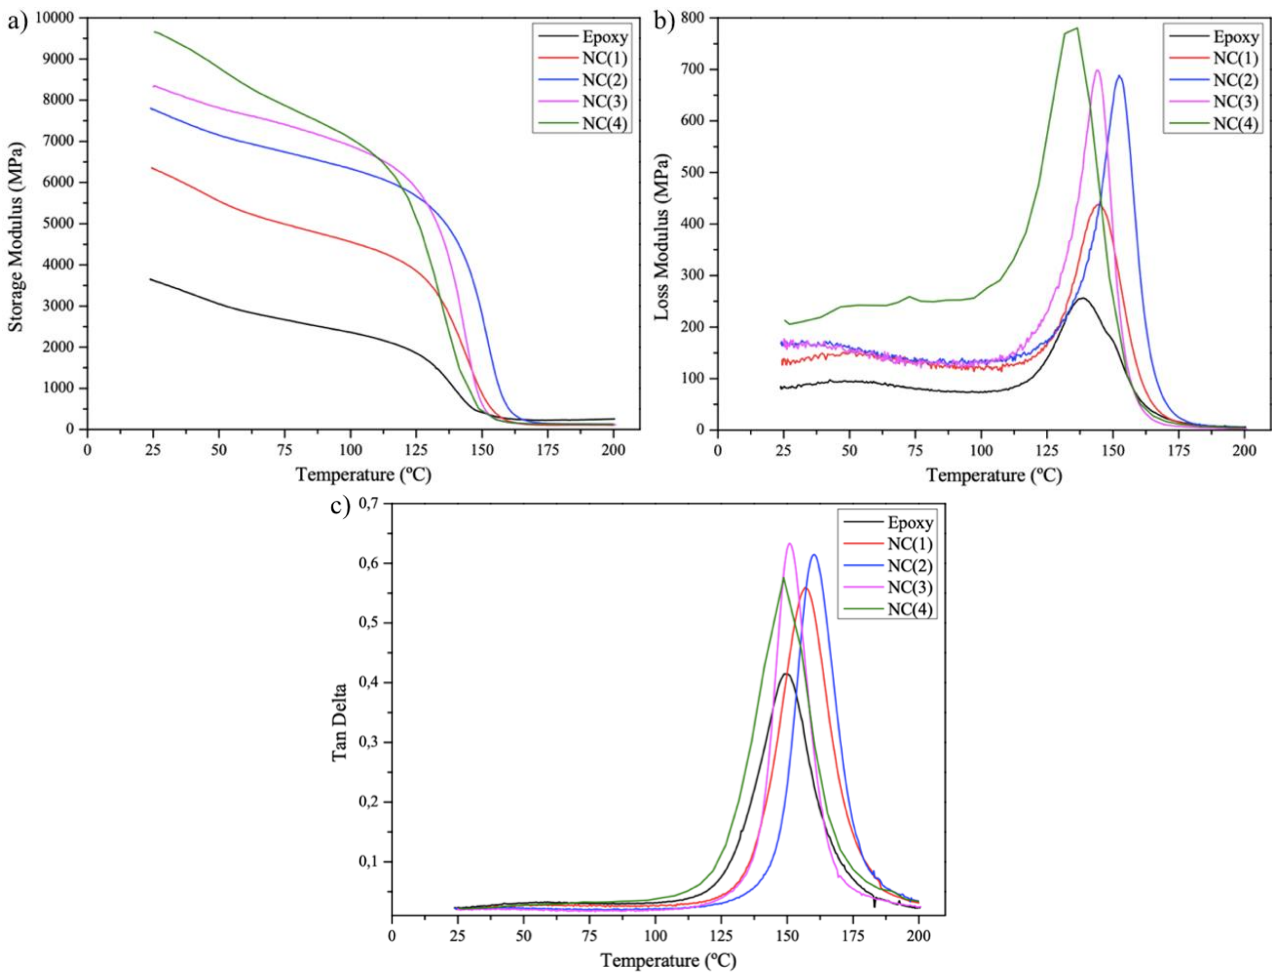 a)
Storage Modulus (MPa)
10000
9000
8000
7000
6000
5000
4000
3000
2000
1000
0
0 25 50 75 100 125 150 175 200
Temperature (ºC)
Epoxy
NC(1)
NC(2)
NC(3)
NC(4)
b)
Loss Modulus (MPa)
800
700
600
500
400
300
200
100
0
0 25 50 75 100 125 150 175 200
Temperature (ºC)
Epoxy
NC(1)
NC(2)
NC(3)
NC(4)
c)
Tan Delta
0,7
0,6
0,5
0,4
0,3
0,2
0,1
0 25 50 75 100 125 150 175 200
Temperature (ºC)
Epoxy
NC(1)
NC(2)
NC(3)
NC(4)